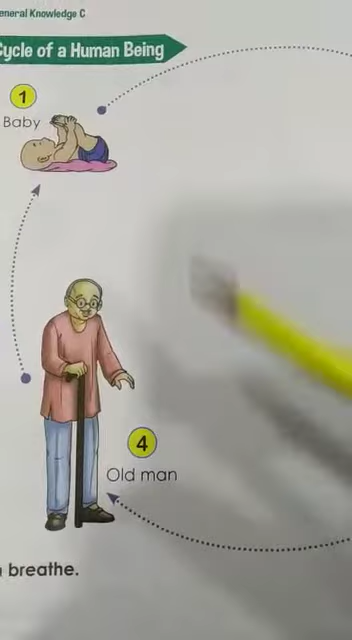 eneral Knowledge C
Cycle of a Human Being
1
Baby
4
Old man
breathe.